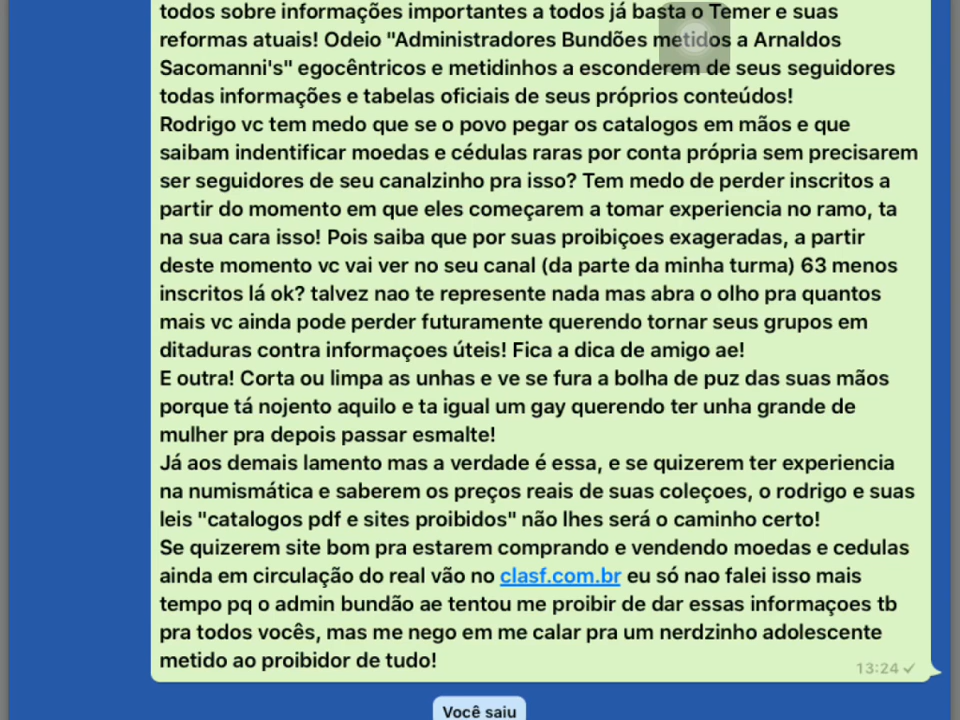 todos sobre informações importantes a todos já basta o Temer e suas
reformas atuais! Odeio "Administradores Bundões metidos a Arnaldos
Sacomanni's" egocêntricos e metidinhos a esconderem de seus seguidores
todas informações e tabelas oficiais de seus próprios conteúdos!
Rodrigo vc tem medo que se o povo pegar os catalogos em mãos e que
saibam indentificar moedas e cédulas raras por conta própria sem precisarem
ser seguidores de seu canalzinho pra isso? Tem medo de perder inscritos a
partir do momento em que eles começarem a tomar experiencia no ramo, ta
na sua cara isso! Pois saiba que por suas proibiçoes exageradas, a partir
deste momento vc vai ver no seu canal (da parte da minha turma) 63 menos
inscritos lá ok? talvez nao te represente nada mas abra o olho pra quantos
mais vc ainda pode perder futuramente querendo tornar seus grupos em
ditaduras contra informaçoes úteis! Fica a dica de amigo ae!
E outra! Corta ou limpa as unhas e ve se fura a bolha de puz das suas mãos
porque tá nojento aquilo e ta igual um gay querendo ter unha grande de
mulher pra depois passar esmalte!
Já aos demais lamento mas a verdade é essa, e se quizerem ter experiencia
na numismática e saberem os preços reais de suas coleçoes, o rodrigo e suas
leis "catalogos pdf e sites proibidos" não lhes será o caminho certo!
Se quizerem site bom pra estarem comprando e vendendo moedas e cedulas
ainda em circulação do real vão no clasf.com.br eu só nao falei isso mais
tempo pq o admin bundão ae tentou me proibir de dar essas informaçoes tb
pra todos vocês, mas me nego em me calar pra um nerdzinho adolescente
metido ao proibidor de tudo!
13:24
Você saiu